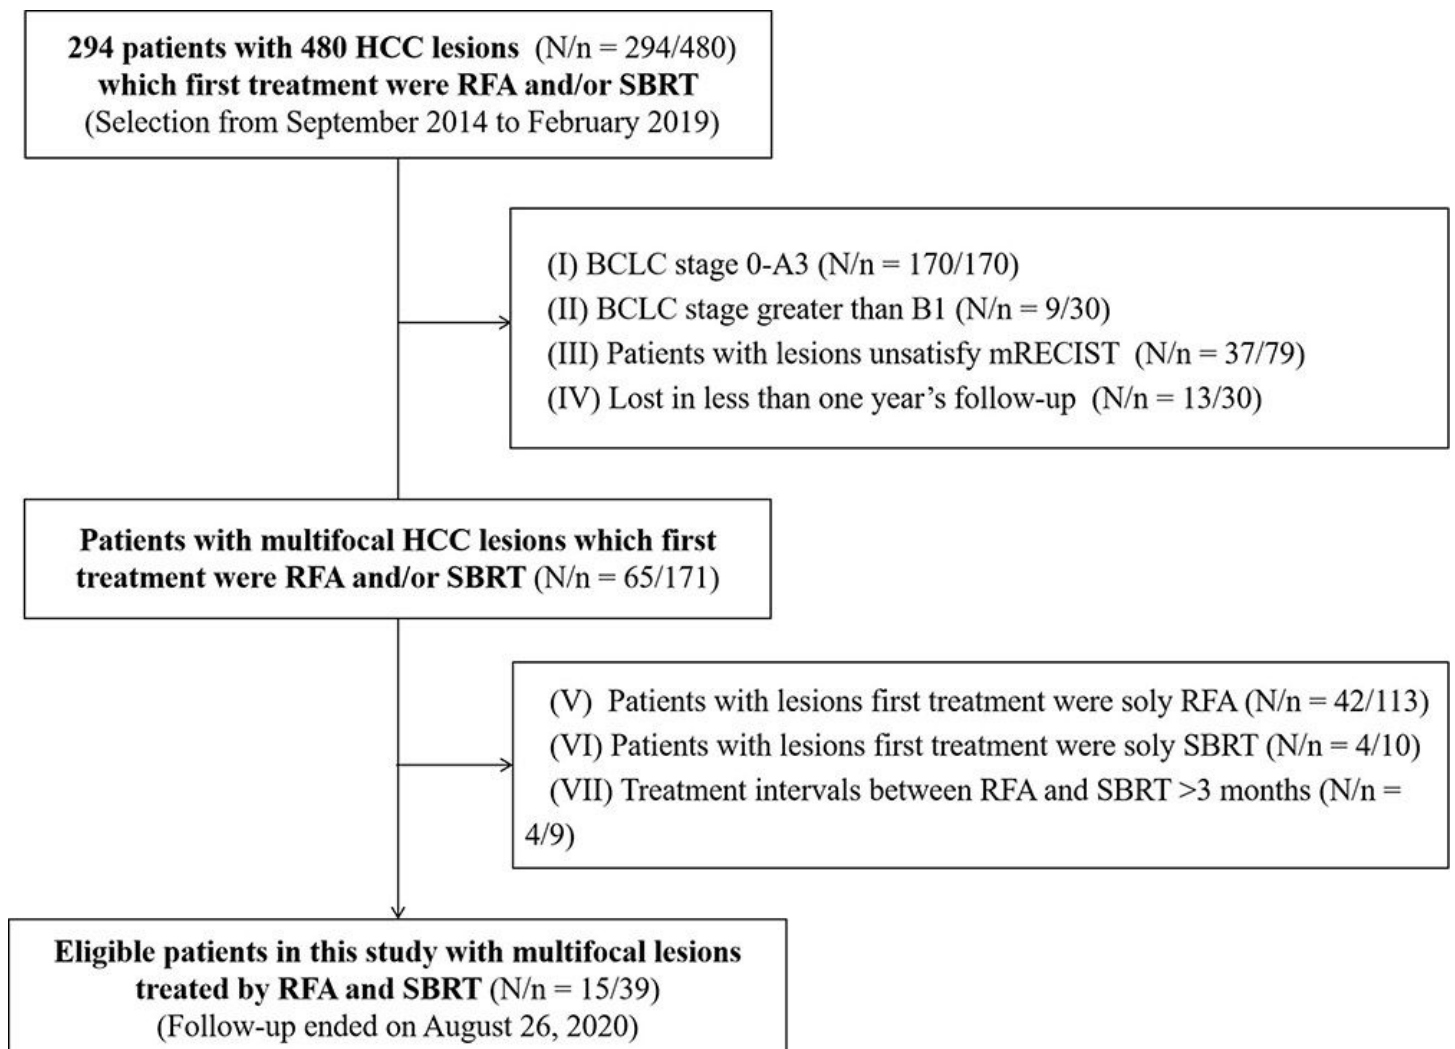 294 patients with 480 HCC lesions (N/n = 294/480)
which first treatment were RFA and/or SBRT
(Selection from September 2014 to February 2019)
(I) BCLC stage 0-A3 (N/n = 170/170)
(II) BCLC stage greater than B1 (N/n = 9/30)
(III) Patients with lesions unsatisfy mRECIST (N/n = 37/79)
(IV) Lost in less than one year’s follow-up (N/n = 13/30)
Patients with multifocal HCC lesions which first
treatment were RFA and/or SBRT (N/n = 65/171)
(V) Patients with lesions first treatment were soly RFA (N/n = 42/113)
(VI) Patients with lesions first treatment were soly SBRT (N/n = 4/10)
(VII) Treatment intervals between RFA and SBRT >3 months (N/n =
4/9)
Eligible patients in this study with multifocal lesions
treated by RFA and SBRT (N/n = 15/39)
(Follow-up ended on August 26, 2020)